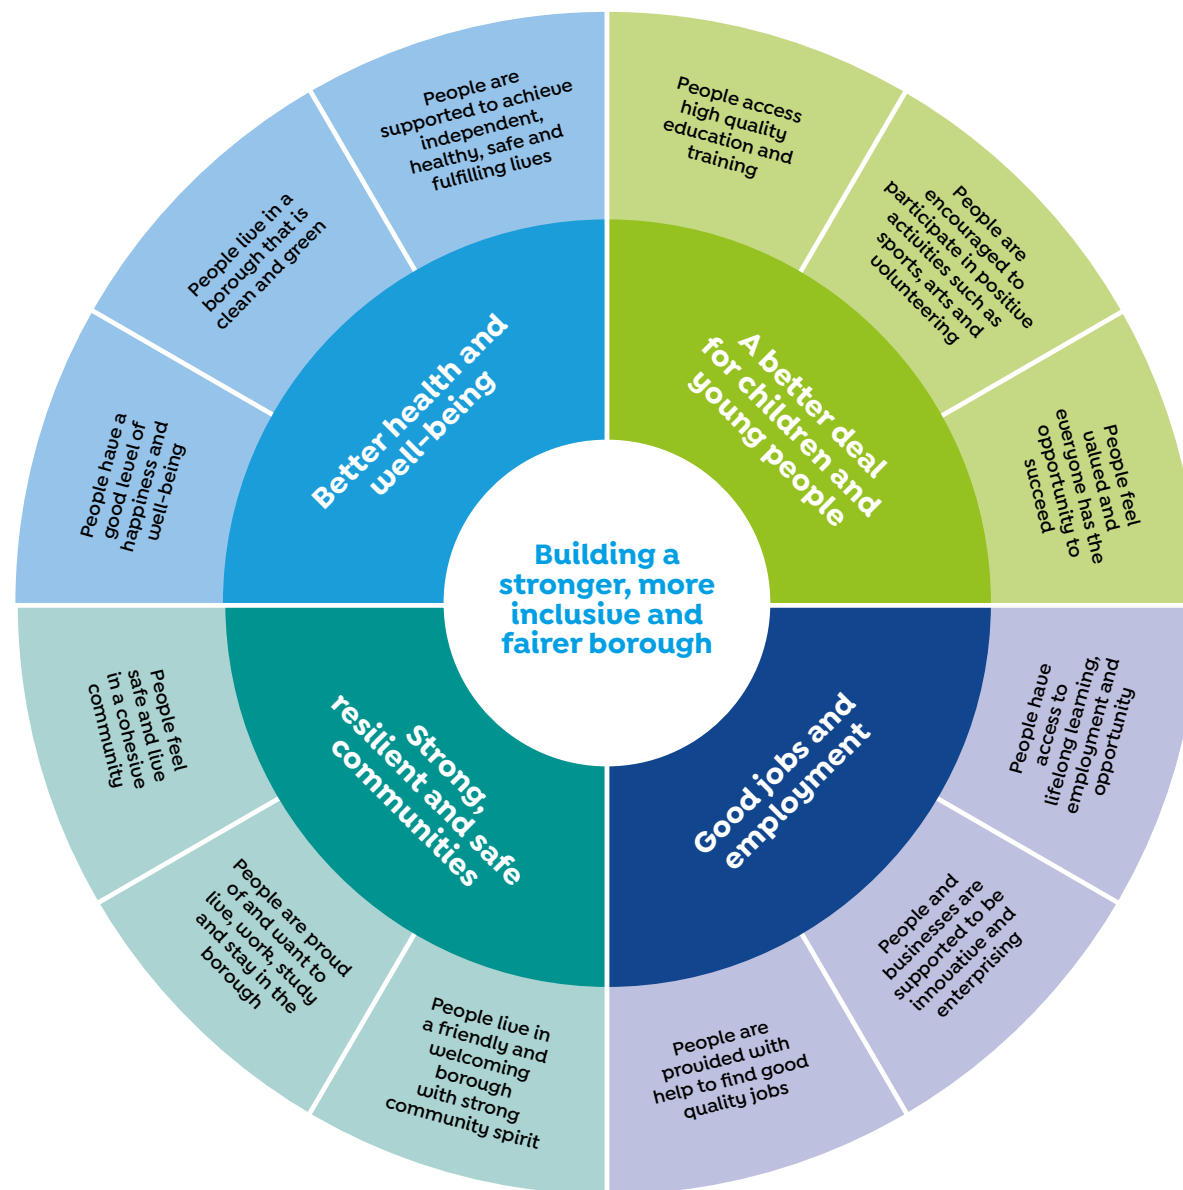 Building a
stronger, more
inclusive and
fairer borough
A better deal
for children and
young people
People access
high quality
education and
training
People are
encouraged to
participate in positive
activities such as
sports, arts and
volunteering
People feel
valued and
everyone has the
opportunity to
succeed
Good jobs and
employment
People have
access to
lifelong learning,
employment and
opportunity
People and
businesses are
supported to be
innovative and
enterprising
People are
provided with
help to find good
quality jobs
Strong,
resilient and safe
communities
People live in
a friendly and
welcoming
borough
with strong
community spirit
People are proud
of and want to
live, work, study
and stay in the
borough
People feel
safe and live
in a cohesive
community
Better health and
well-being
People have a
good level of
happiness and
well-being
People live in a
borough that is
clean and green
People are
supported to achieve
independent,
healthy, safe and
fulfilling lives